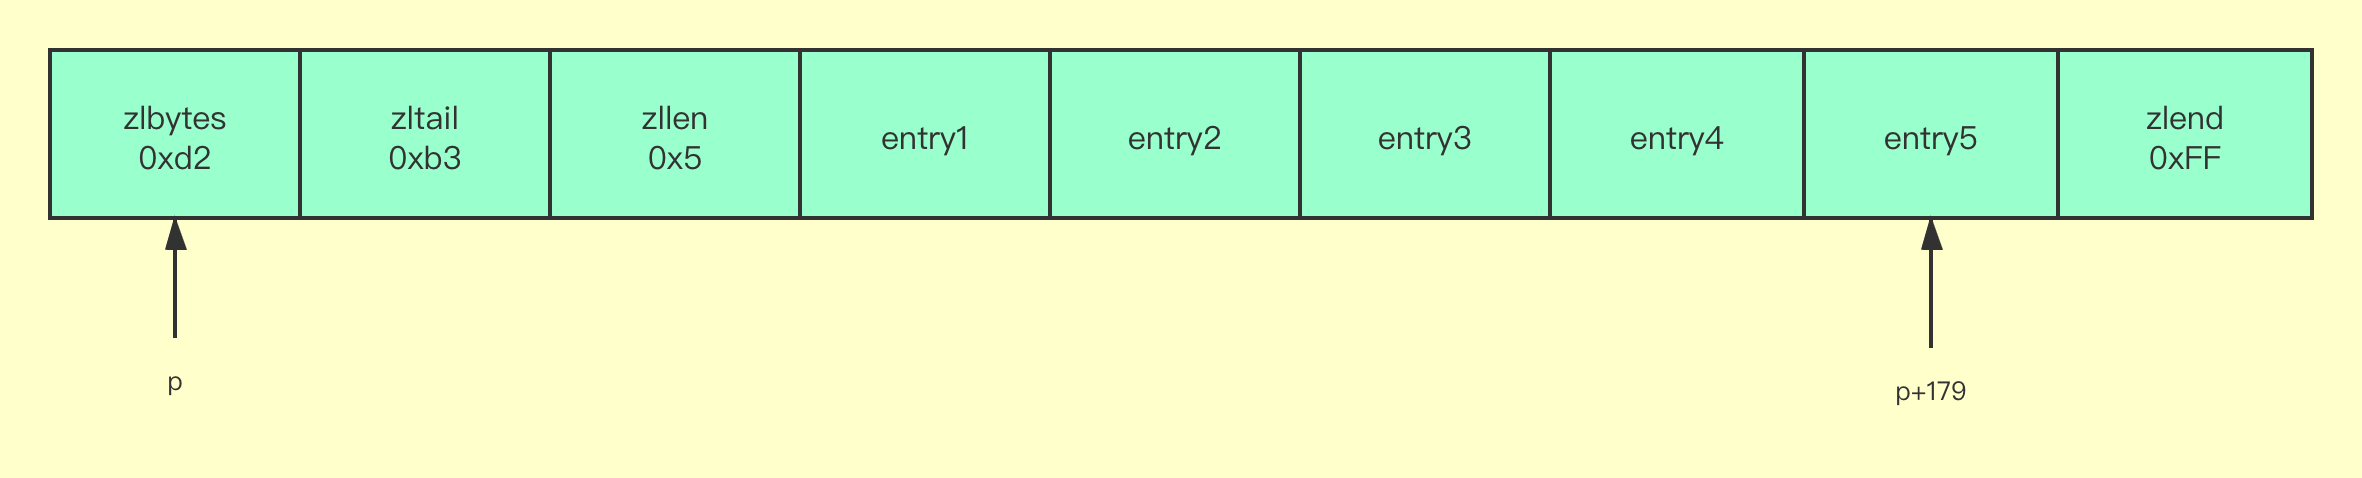 zlbytes
0xd2
zltail
0xb3
zllen
0x5
entry1
entry2
entry3
entry4
entry5
zlend
0xFF
p
p+179